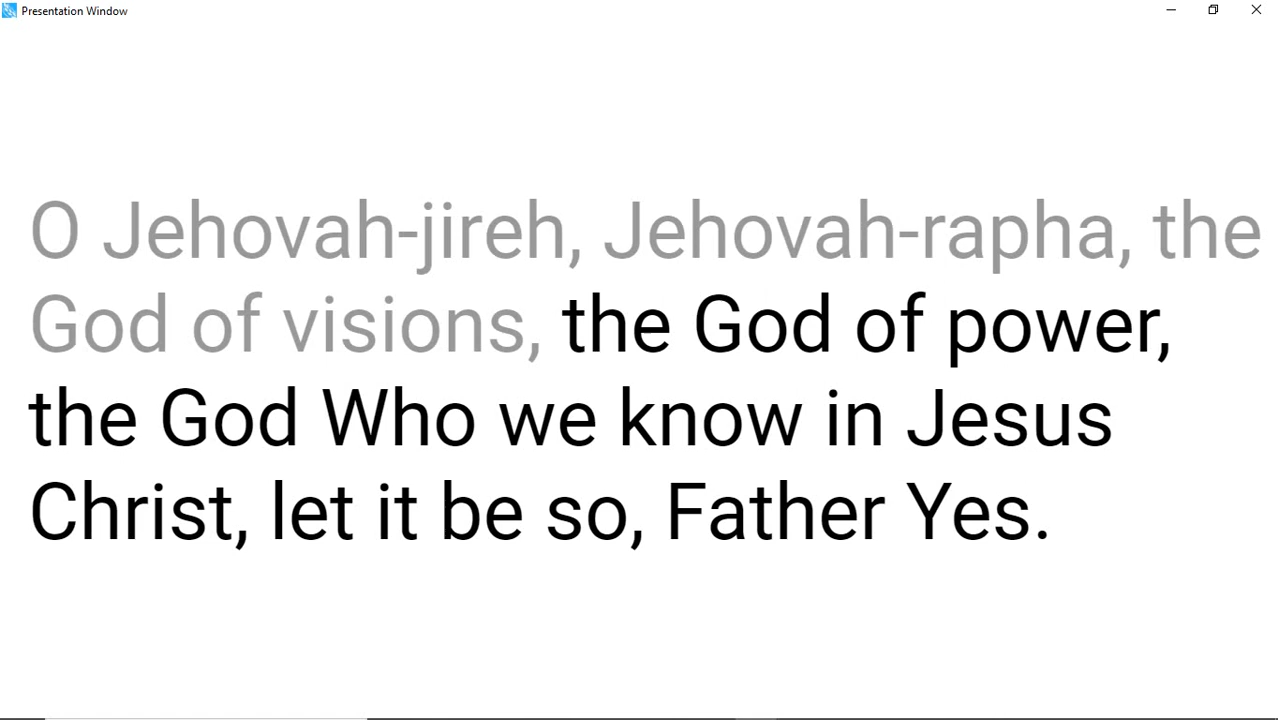 Presentation Window
O Jehovah-jireh, Jehovah-rapha, the
God of visions, the God of power,
the God Who we know in Jesus
Christ, let it be so, Father Yes.